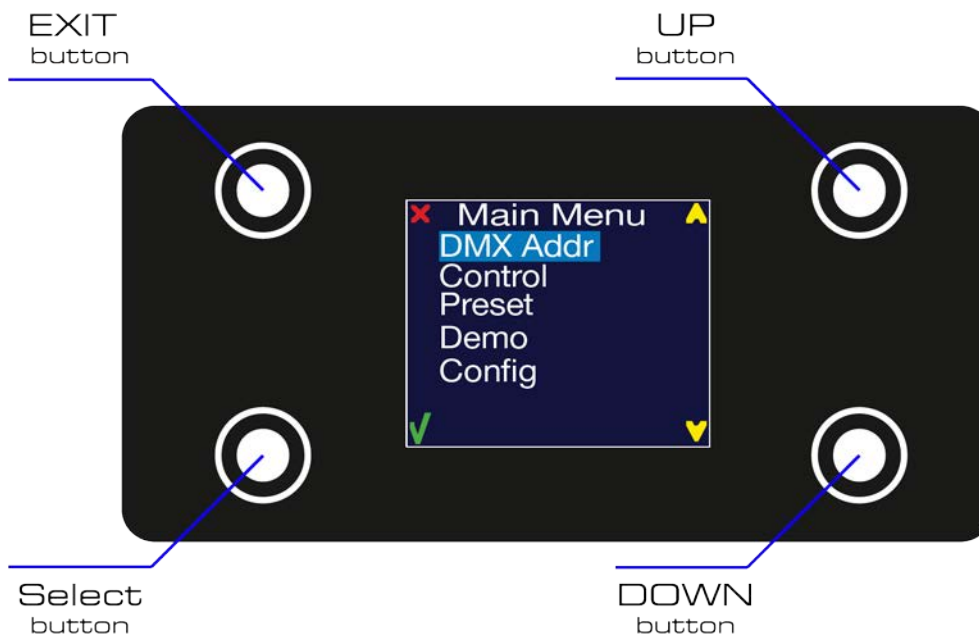 EXIT
button
UP
button
Main Menu
DMX Addr
Control
Preset
Demo
Config
Select
button
DOWN
button